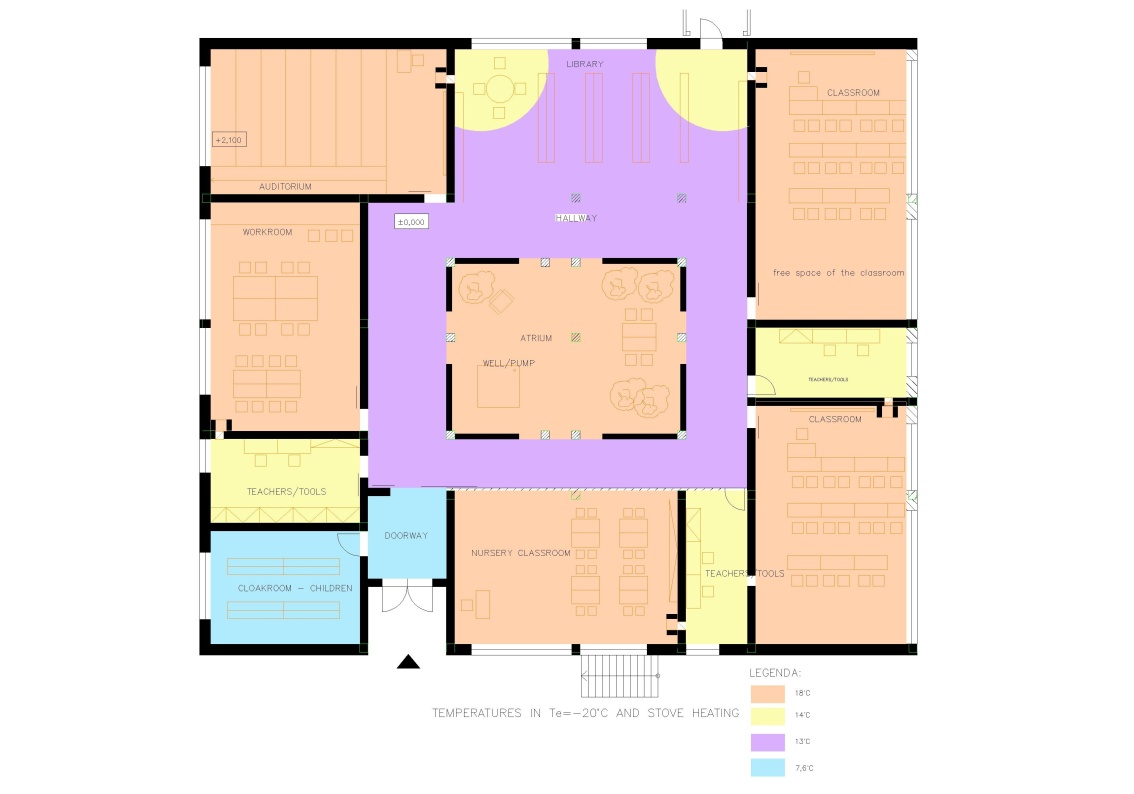 LIBRARY
CLASSROOM
+2,100
AUDITORIUM
±0,000
HALLWAY
WORKROOM
free space of the classroom
ATRIUM
WELL/PUMP
TEACHERS/TOOLS
CLASSROOM
TEACHERS/TOOLS
DOORWAY
NURSERY CLASSROOM
TEACHERS/TOOLS
CLOAKROOM – CHILDREN
LEGENDA:
18°C
TEMPERATURES IN Te=-20°C AND STOVE HEATING
14°C
13°C
7,6°C